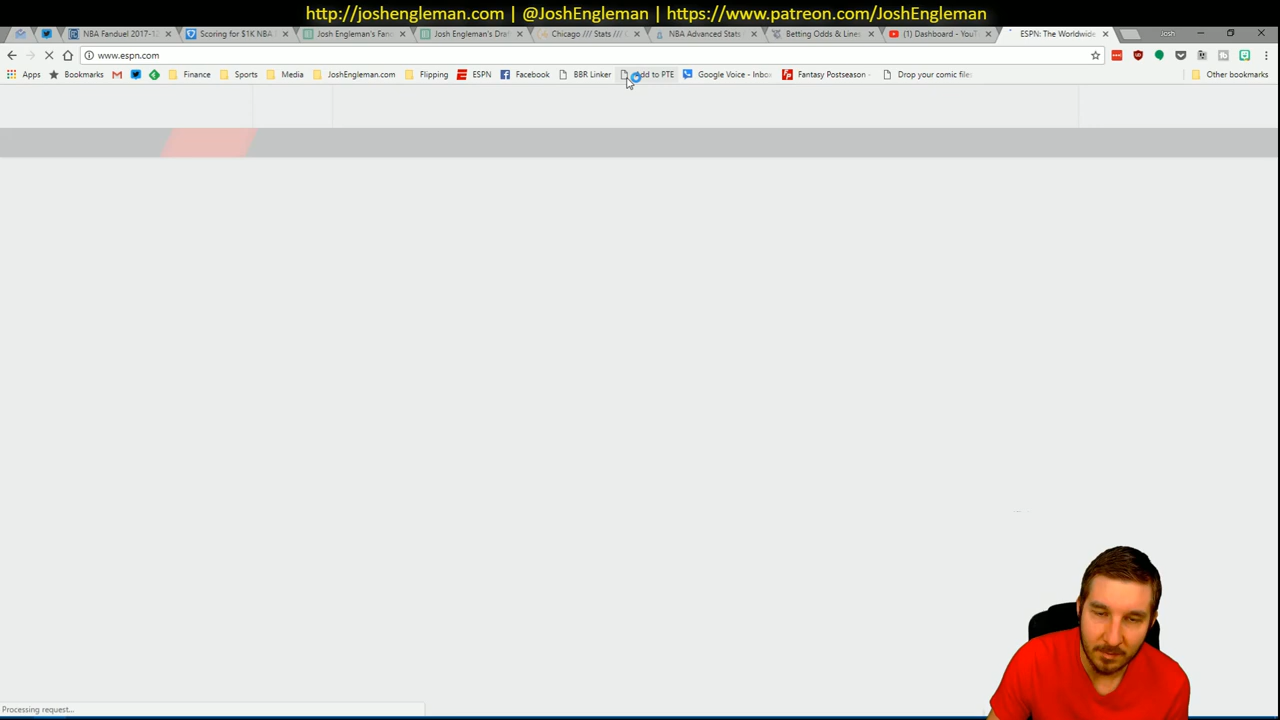 http://joshengleman.com | @JoshEngleman | https://www.patreon.com/JoshEngleman
NBA Fanduel 2017-1 Scoring for $1K NBA Josh Engleman's Fan Josh Engleman's Dra Chicago /// Stats /// NBA Advanced Stats Betting Odds & Lines (1) Dashboard - YouT ESPN: The Worldwide Josh
www.espn.com
Apps Bookmarks Finance Sports Media JoshEngleman.com Flipping ESPN Facebook BBR Linker Add to PTE Google Voice - Inbo Fantasy Postseason - Drop your comic files Other bookmarks
Processing request...